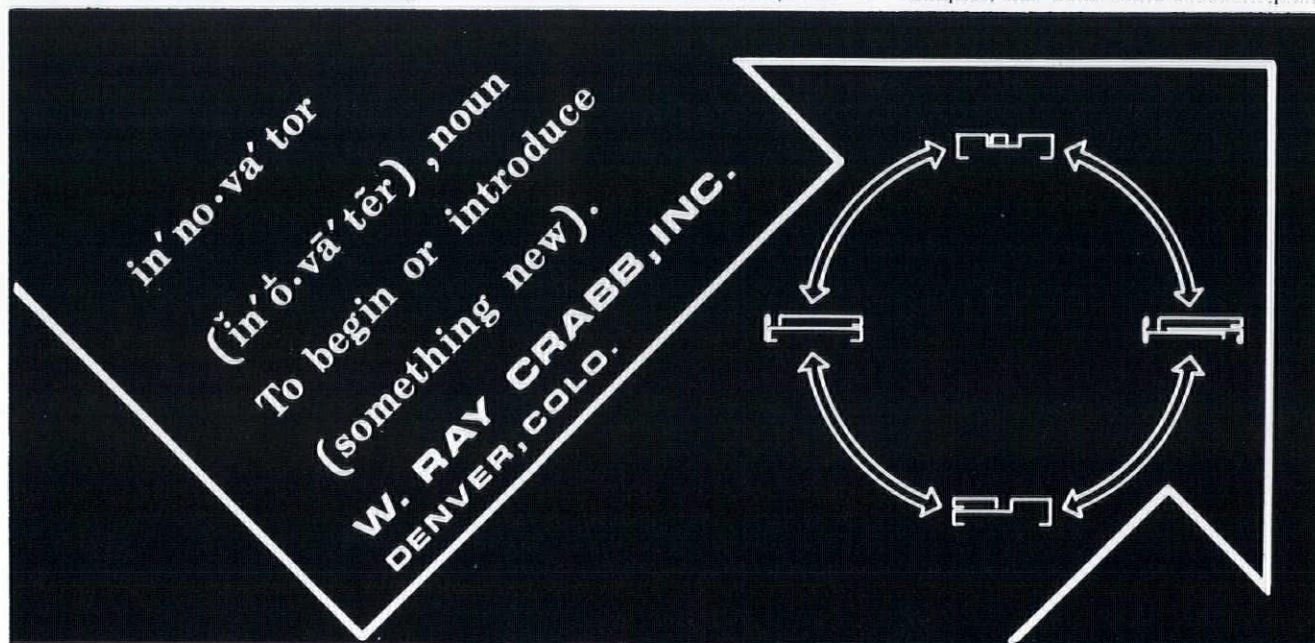 in′no·va′tor
(ĭn′ō̇·vā′tẽr), noun
To begin or introduce
(something new).
W. RAY CRABB, INC.
DENVER, COLO.